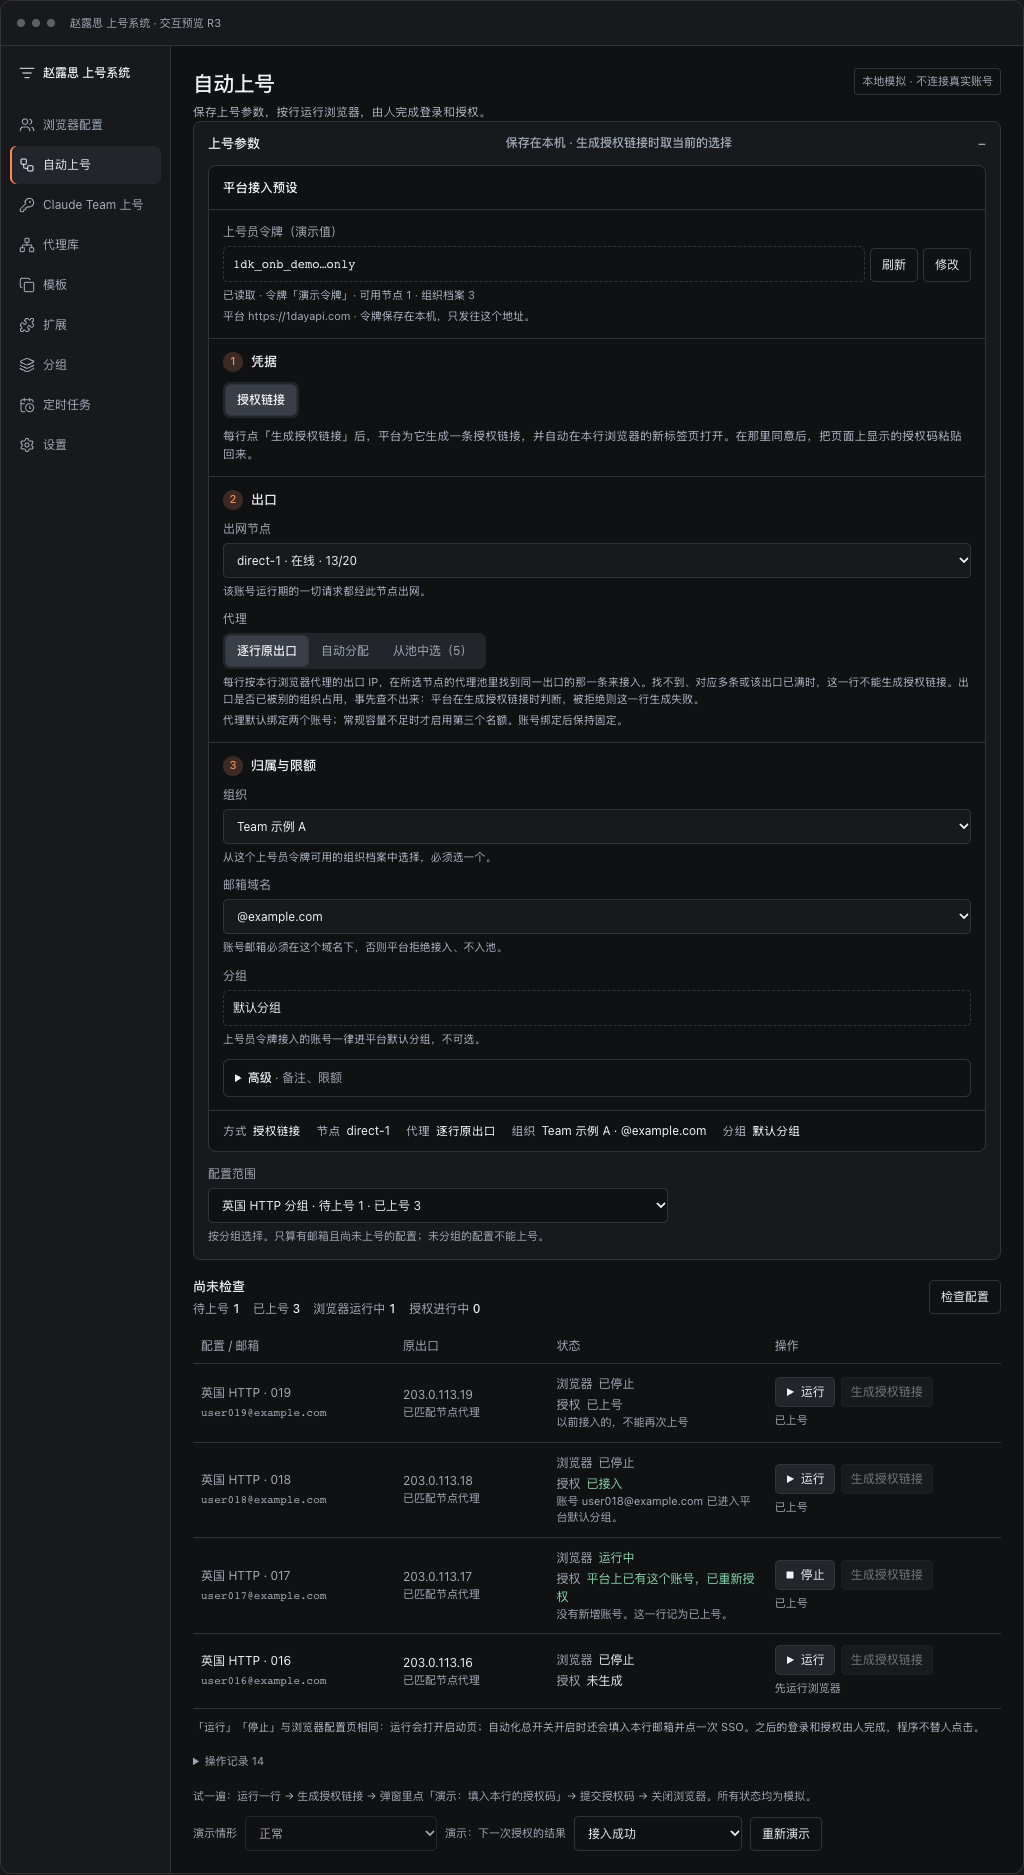 赵露思 上号系统 · 交互预览 R3
赵露思 上号系统
浏览器配置
自动上号
Claude Team 上号
代理库
模板
扩展
分组
定时任务
设置
自动上号
本地模拟 · 不连接真实账号
保存上号参数，按行运行浏览器，由人完成登录和授权。
上号参数
保存在本机 · 生成授权链接时取当前的选择
−
平台接入预设
上号员令牌（演示值）
1dk_onb_demo…only
刷新
修改
已读取 · 令牌「演示令牌」 · 可用节点 1 · 组织档案 3
平台 https://1dayapi.com · 令牌保存在本机，只发往这个地址。
1 凭据
授权链接
每行点「生成授权链接」后，平台为它生成一条授权链接，并自动在本行浏览器的新标签页打开。在那里同意后，把页面上显示的授权码粘贴
回来。
2 出口
出网节点
direct-1 · 在线 · 13/20
该账号运行期的一切请求都经此节点出网。
代理
逐行原出口
自动分配
从池中选（5）
每行按本行浏览器代理的出口 IP，在所选节点的代理池里找到同一出口的那一条来接入。找不到、对应多条或该出口已满时，这一行不能生成授权链接。出
口是否已被别的组织占用，事先查不出来：平台在生成授权链接时判断，被拒绝则这一行生成失败。
代理默认绑定两个账号；常规容量不足时才启用第三个名额。账号绑定后保持固定。
3 归属与限额
组织
Team 示例 A
从这个上号员令牌可用的组织档案中选择，必须选一个。
邮箱域名
@example.com
账号邮箱必须在这个域名下，否则平台拒绝接入、不入池。
分组
默认分组
上号员令牌接入的账号一律进平台默认分组，不可选。
高级 · 备注、限额
方式 授权链接 节点 direct-1 代理 逐行原出口 组织 Team 示例 A · @example.com 分组 默认分组
配置范围
英国 HTTP 分组 · 待上号 1 · 已上号 3
按分组选择。只算有邮箱且尚未上号的配置；未分组的配置不能上号。
尚未检查
待上号 1 已上号 3 浏览器运行中 1 授权进行中 0
检查配置
配置 / 邮箱
原出口
状态
操作
英国 HTTP · 019
user019@example.com
203.0.113.19
已匹配节点代理
浏览器 已停止
授权 已上号
以前接入的，不能再次上号
运行
生成授权链接
已上号
英国 HTTP · 018
user018@example.com
203.0.113.18
已匹配节点代理
浏览器 已停止
授权 已接入
账号 user018@example.com 已进入平
台默认分组。
运行
生成授权链接
已上号
英国 HTTP · 017
user017@example.com
203.0.113.17
已匹配节点代理
浏览器 运行中
授权 平台上已有这个账号，已重新授
权
没有新增账号。这一行记为已上号。
停止
生成授权链接
已上号
英国 HTTP · 016
user016@example.com
203.0.113.16
已匹配节点代理
浏览器 已停止
授权 未生成
运行
生成授权链接
先运行浏览器
「运行」「停止」与浏览器配置页相同：运行会打开启动页；自动化总开关开启时还会填入本行邮箱并点一次 SSO。之后的登录和授权由人完成，程序不替人点击。
操作记录 14
试一遍：运行一行 → 生成授权链接 → 弹窗里点「演示：填入本行的授权码」→ 提交授权码 → 关闭浏览器。所有状态均为模拟。
演示情形
正常
演示：下一次授权的结果
接入成功
重新演示